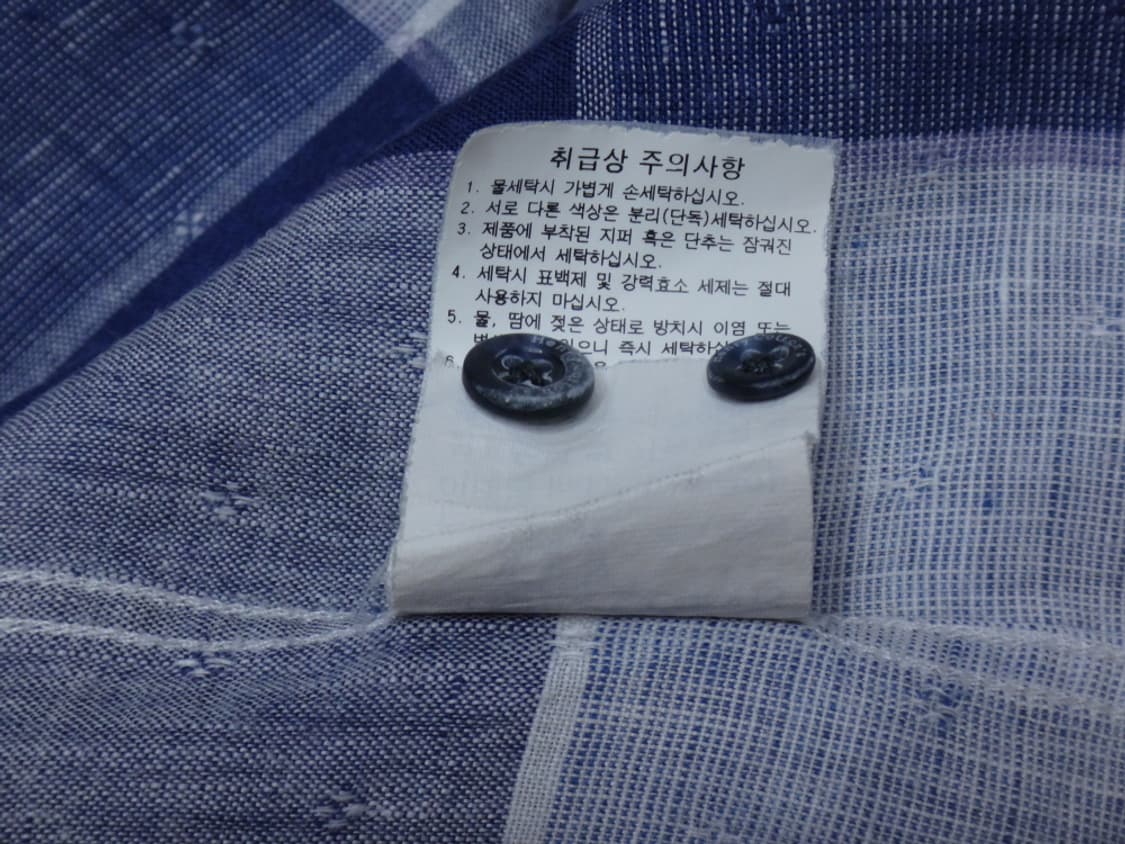 취급상 주의사항
1. 물세탁시 가볍게 손세탁하십시오.
2. 서로 다른 색상은 분리(단독)세탁하십시오.
3. 제품에 부착된 지퍼 혹은 단추는 잠궈진
상태에서 세탁하십시오.
4. 세탁시 표백제 및 강력효소 세제는 절대
사용하지 마십시오.
5. 물, 땀에 젖은 상태로 방치시 이염 또는
즉시
6.